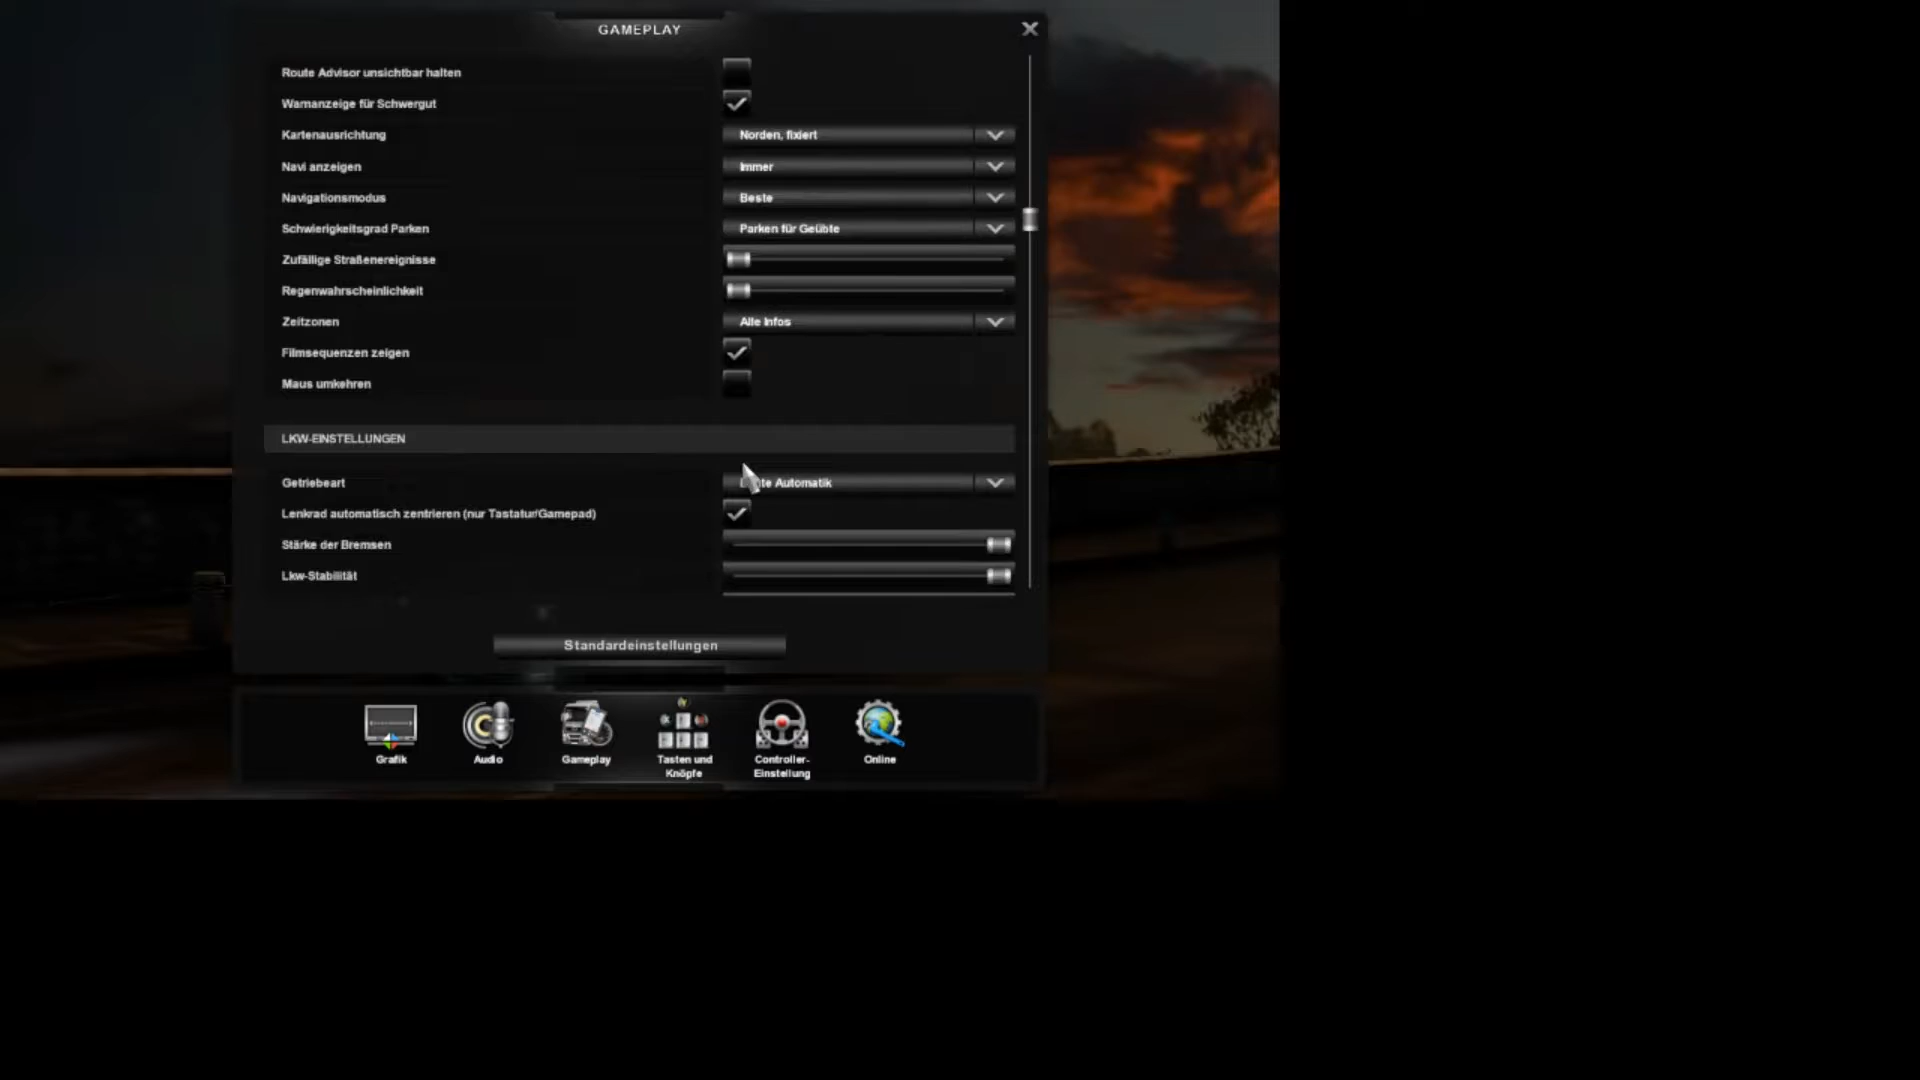 GAMEPLAY
Route Advisor unsichtbar halten
Warnanzeige für Schwergut
Kartenausrichtung Norden, fixiert
Navi anzeigen Immer
Navigationsmodus Beste
Schwierigkeitsgrad Parken Parken für Geübte
Zufällige Straßenereignisse
Regenwahrscheinlichkeit
Zeitzonen Alle Infos
Filmsequenzen zeigen
Maus umkehren
LKW-EINSTELLUNGEN
Getriebeart Automatik
Lenkrad automatisch zentrieren (nur Tastatur/Gamepad)
Stärke der Bremsen
Lkw-Stabilität
Standardeinstellungen
Grafik
Audio
Gameplay
Tasten und Knöpfe
Controller-Einstellung
Online